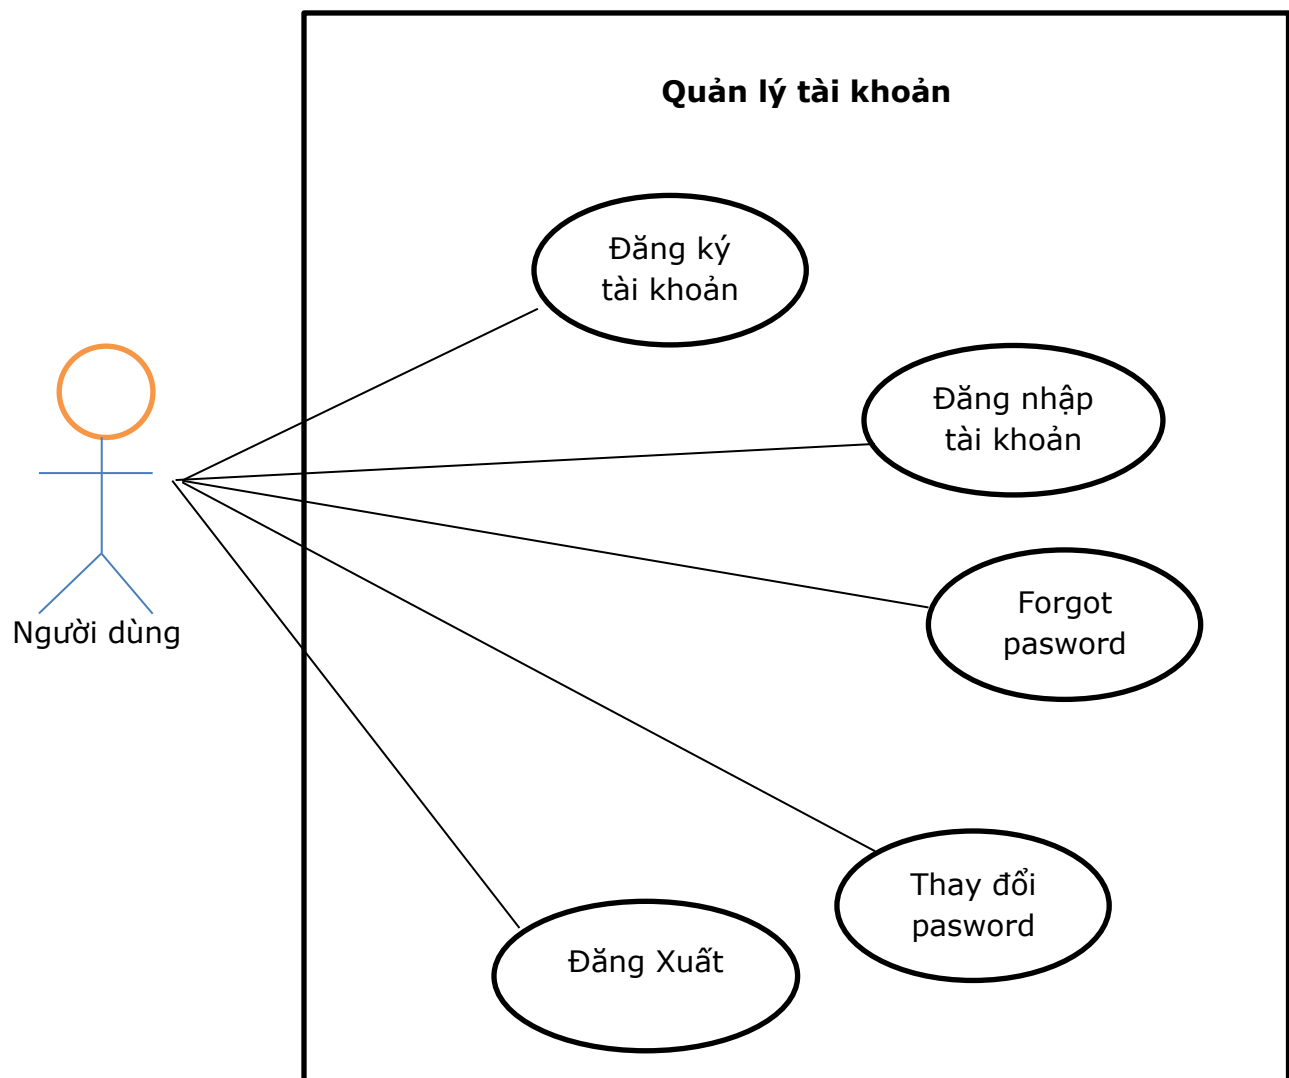 Quản lý tài khoản
Đăng ký
tài khoản
Đăng nhập
tài khoản
Forgot
pasword
Người dùng
Thay đổi
pasword
Đăng Xuất